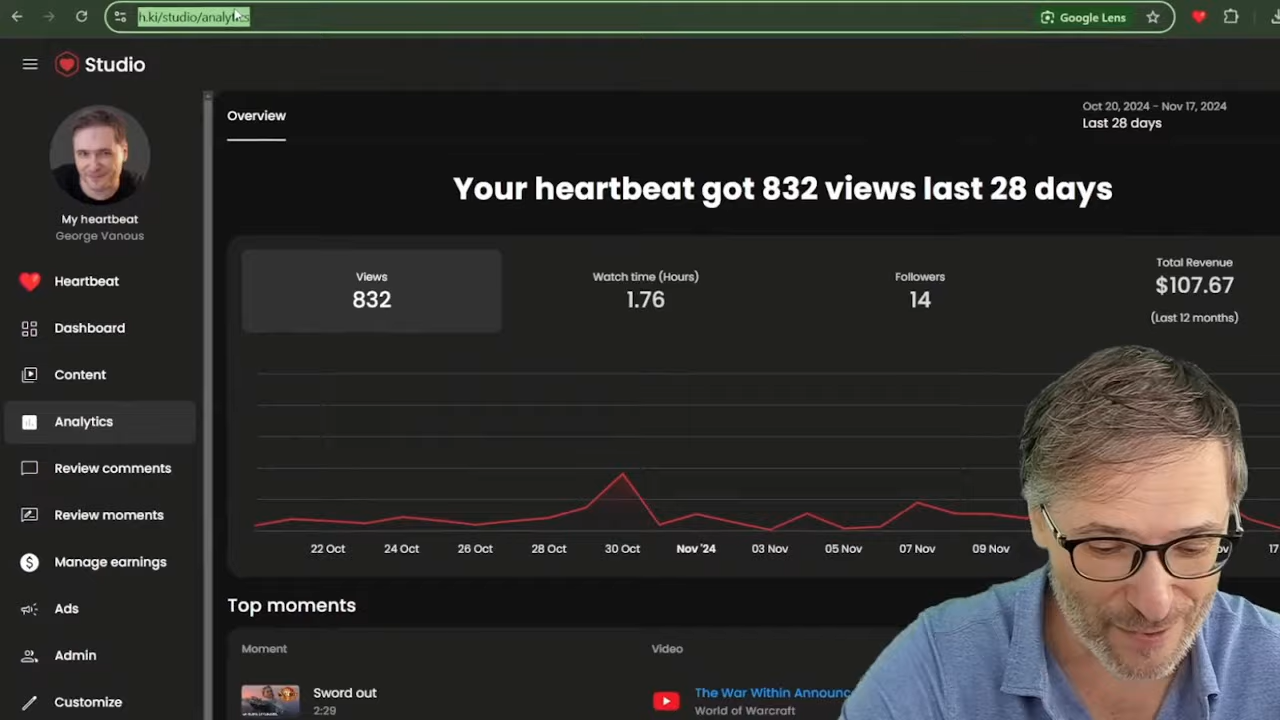 h.ki/studio/analytics
Google Lens
Studio
My heartbeat
George Vanous
Heartbeat
Dashboard
Content
Analytics
Review comments
Review moments
Manage earnings
Ads
Admin
Customize
Overview
Oct 20, 2024 - Nov 17, 2024
Last 28 days
Your heartbeat got 832 views last 28 days
Views
832
Watch time (Hours)
1.76
Followers
14
Total Revenue
$107.67
(Last 12 months)
22 Oct
24 Oct
26 Oct
28 Oct
30 Oct
Nov '24
03 Nov
05 Nov
07 Nov
09 Nov
17
Top moments
Moment
Video
Sword out
2:29
The War Within Announc
World of Warcraft